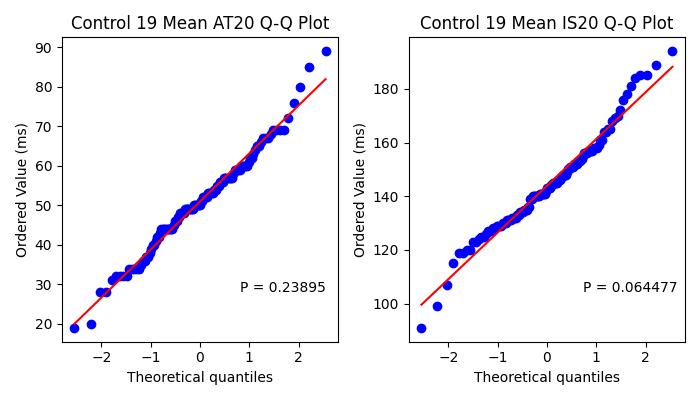 Control 19 Mean AT20 Q-Q Plot
90
80
70
60
50
40
30
20
Ordered Value (ms)
P = 0.23895
−2
−1
0
1
2
Theoretical quantiles
Control 19 Mean IS20 Q-Q Plot
180
160
140
120
100
Ordered Value (ms)
P = 0.064477
−2
−1
0
1
2
Theoretical quantiles